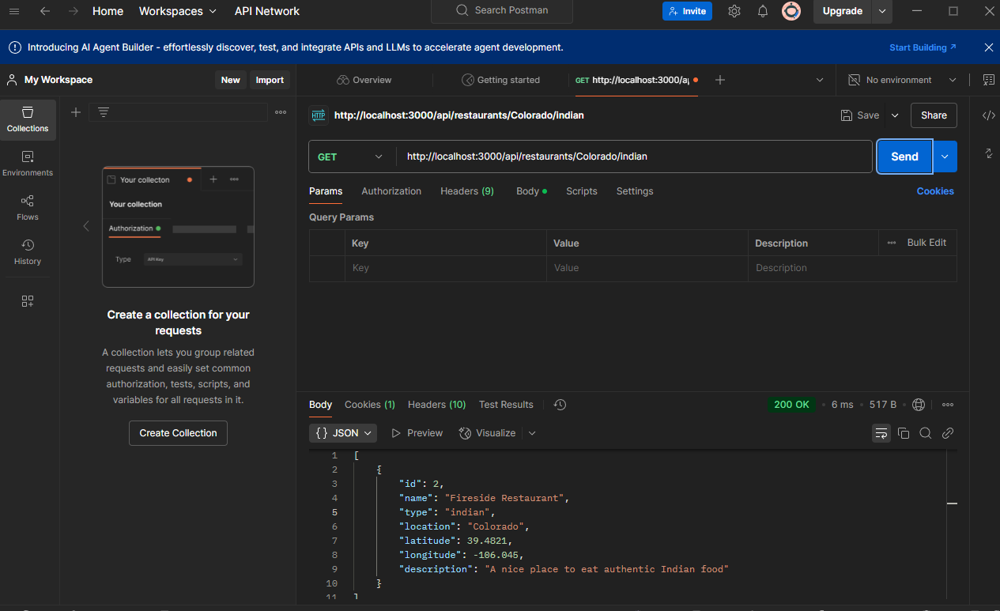 Home Workspaces API Network Search Postman Invite Upgrade
Introducing AI Agent Builder - effortlessly discover, test, and integrate APIs and LLMs to accelerate agent development. Start Building
My Workspace New Import Overview Getting started GET http://localhost:3000/ap No environment
Collections
Environments
Flows
History
Your collecton
Your collection
Authorization
Type API Key
Create a collection for your
requests
A collection lets you group related
requests and easily set common
authorization, tests, scripts, and
variables for all requests in it.
Create Collection
HTTP http://localhost:3000/api/restaurants/Colorado/indian Save Share
GET http://localhost:3000/api/restaurants/Colorado/indian Send
Params Authorization Headers (9) Body Scripts Settings Cookies
Query Params
Key Value Description Bulk Edit
Key Value Description
Body Cookies (1) Headers (10) Test Results 200 OK 6 ms 517 B
{} JSON Preview Visualize
1 [
2 {
3 "id": 2,
4 "name": "Fireside Restaurant",
5 "type": "indian",
6 "location": "Colorado",
7 "latitude": 39.4821,
8 "longitude": -106.045,
9 "description": "A nice place to eat authentic Indian food"
10 }
11 ]